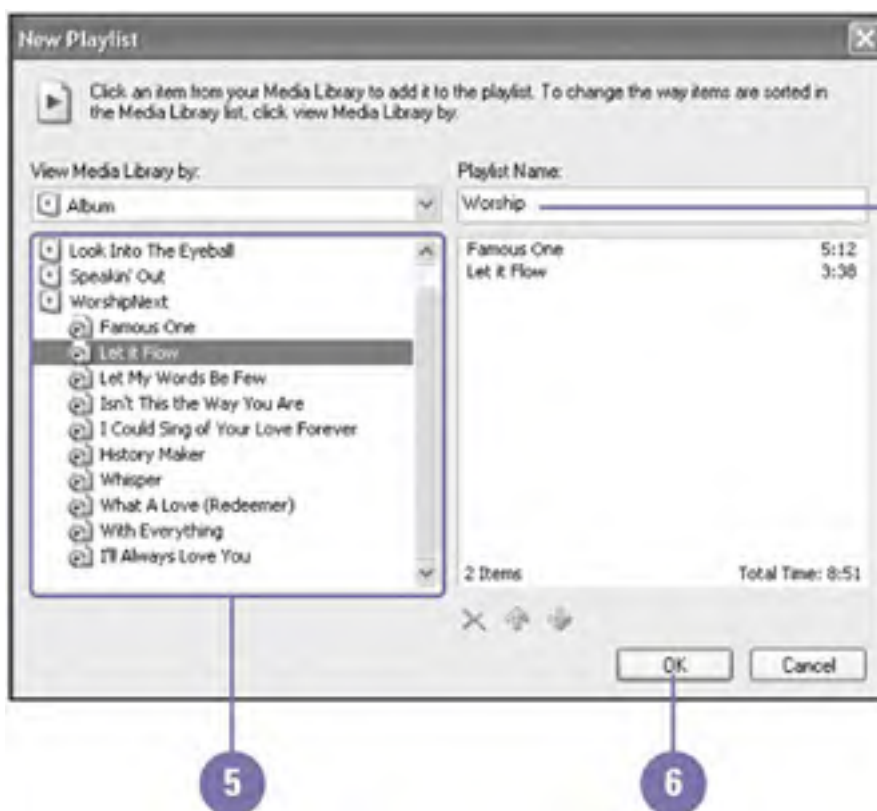 New Playlist
Click an item from your Media Library to add it to the playlist. To change the way items are sorted in
the Media Library list, click view Media Library by.
View Media Library by:
Album
Look Into The Eyeball
Speakin' Out
WorshipNext
Famous One
Let it Flow
Let My Words Be Few
Isn't This the Way You Are
I Could Sing of Your Love Forever
History Maker
Whisper
What A Love (Redeemer)
With Everything
I'll Always Love You
Playlist Name:
Worship
Famous One 5:12
Let it Flow 3:38
2 Items Total Time: 8:51
OK Cancel
5 6